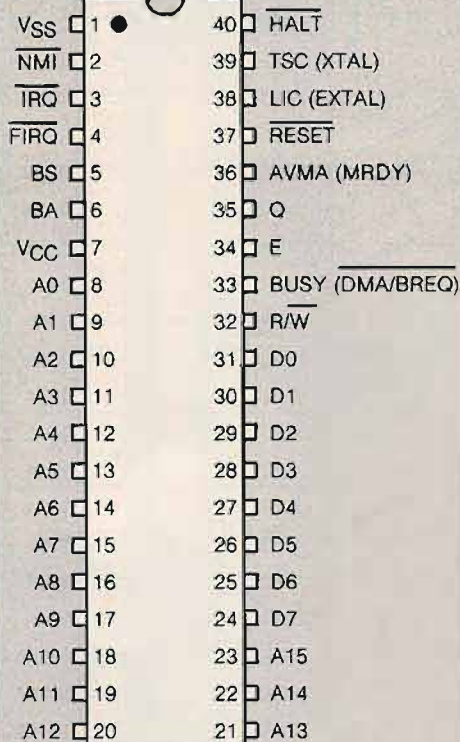 VSS 1 40 HALT
NMI 2 39 TSC (XTAL)
IRQ 3 38 LIC (EXTAL)
FIRQ 4 37 RESET
BS 5 36 AVMA (MRDY)
BA 6 35 Q
VCC 7 34 E
A0 8 33 BUSY (DMA/BREQ)
A1 9 32 R/W
A2 10 31 D0
A3 11 30 D1
A4 12 29 D2
A5 13 28 D3
A6 14 27 D4
A7 15 26 D5
A8 16 25 D6
A9 17 24 D7
A10 18 23 A15
A11 19 22 A14
A12 20 21 A13